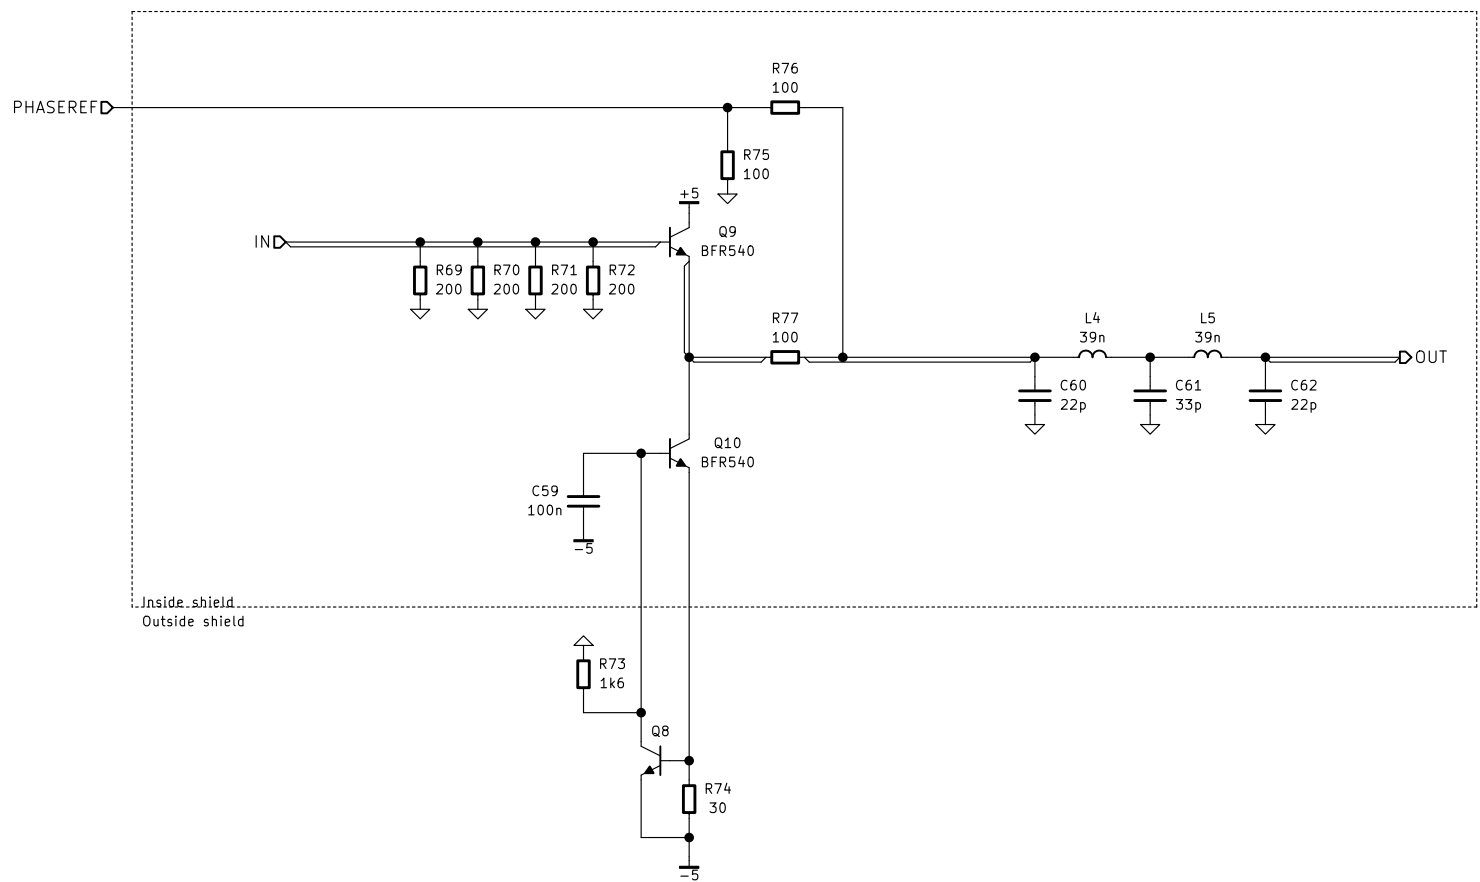 R76
100
PHASEREF
R75
100
+5
Q9
BFR540
IN
R69
200
R70
200
R71
200
R72
200
R77
100
L4
39n
L5
39n
OUT
C60
22p
C61
33p
C62
22p
Q10
BFR540
C59
100n
-5
Inside shield
Outside shield
R73
1k6
Q8
R74
30
-5